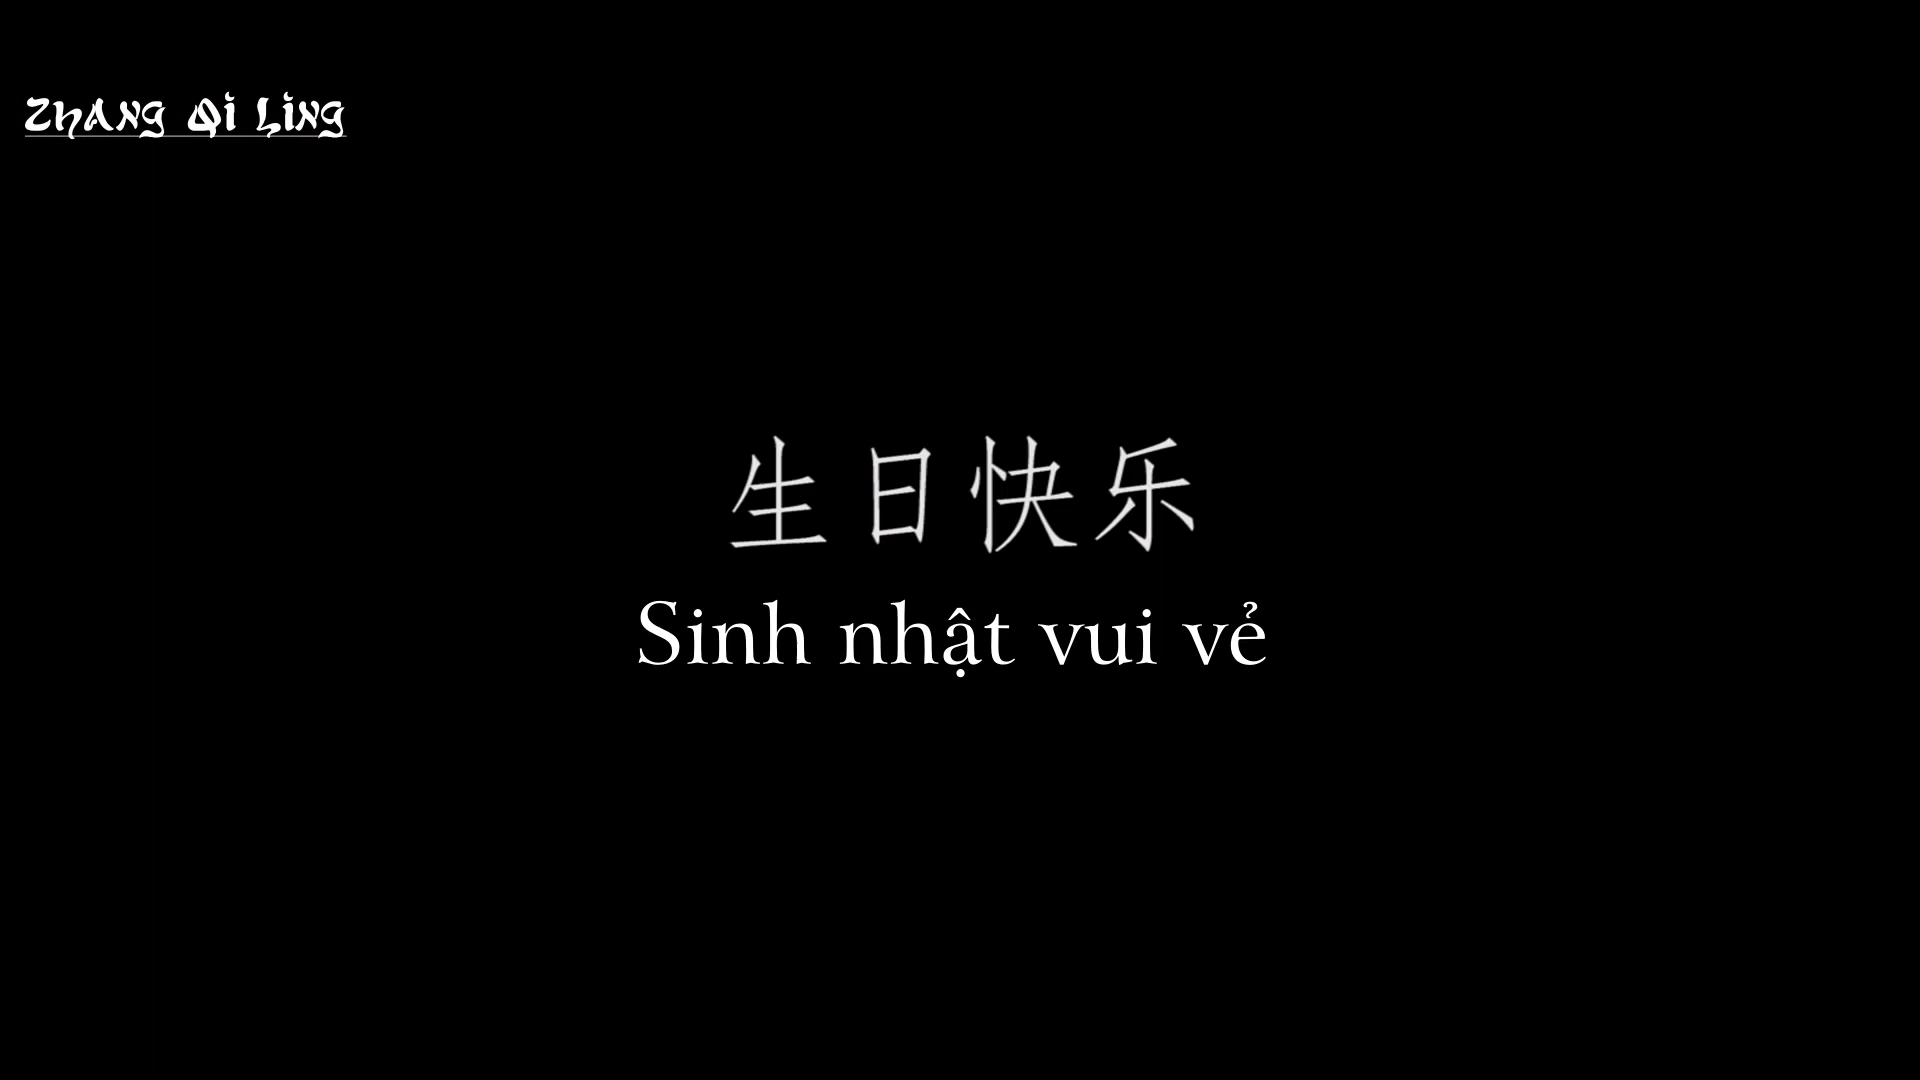 ZHANG QI LING
生日快乐
Sinh nhật vui vẻ